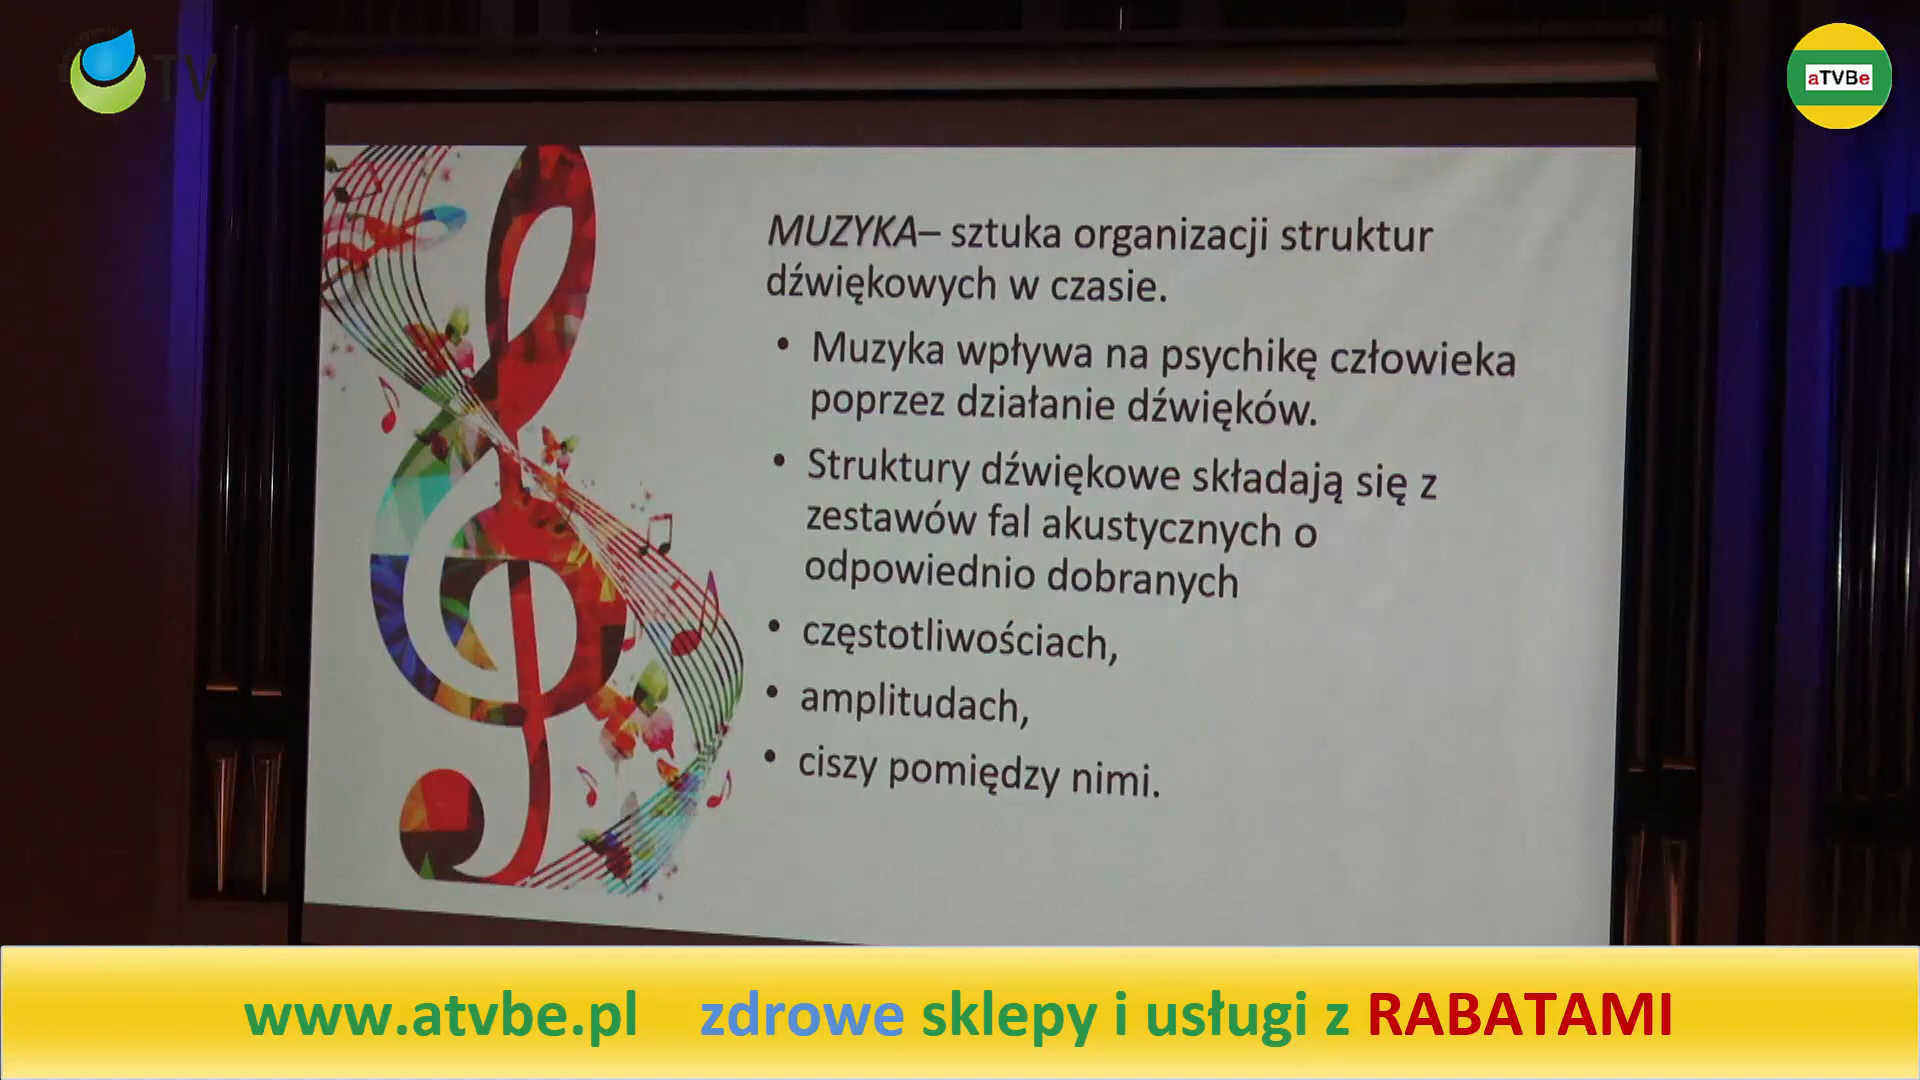 TV
aTVBe
MUZYKA– sztuka organizacji struktur
dźwiękowych w czasie.
• Muzyka wpływa na psychikę człowieka
poprzez działanie dźwięków.
• Struktury dźwiękowe składają się z
zestawów fal akustycznych o
odpowiednio dobranych
• częstotliwościach,
• amplitudach,
• ciszy pomiędzy nimi.
www.atvbe.pl zdrowe sklepy i usługi z RABATAMI